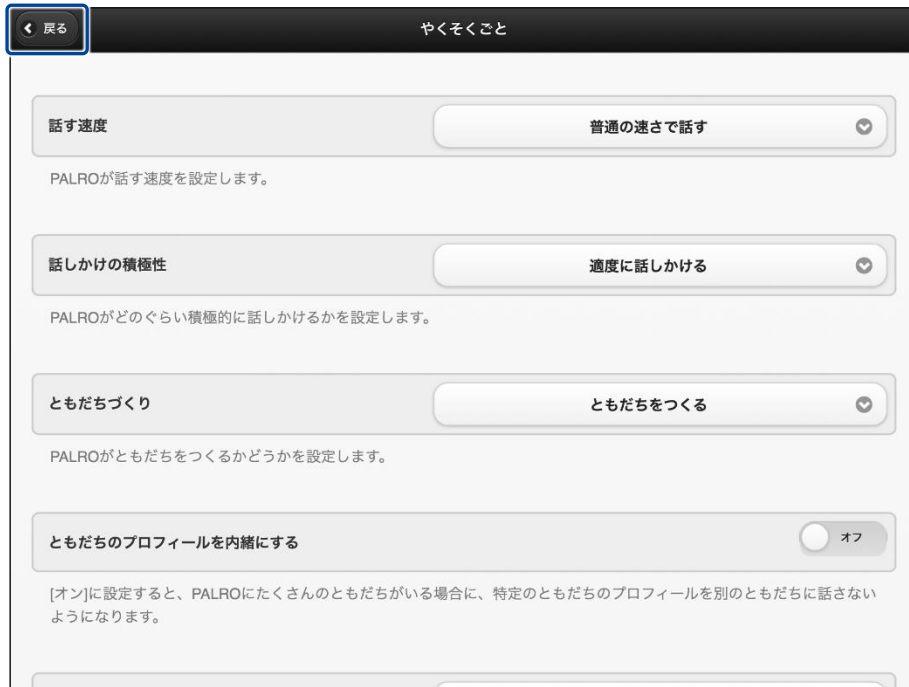 戻る
やくそくごと
話す速度
普通の速さで話す
PALROが話す速度を設定します。
話しかけの積極性
適度に話しかける
PALROがどのぐらい積極的に話しかけるかを設定します。
ともだちづくり
ともだちをつくる
PALROがともだちをつくるかどうかを設定します。
ともだちのプロフィールを内緒にする
オフ
[オン]に設定すると、PALROにたくさんのともだちがいる場合に、特定のともだちのプロフィールを別のともだちに話さない
ようになります。